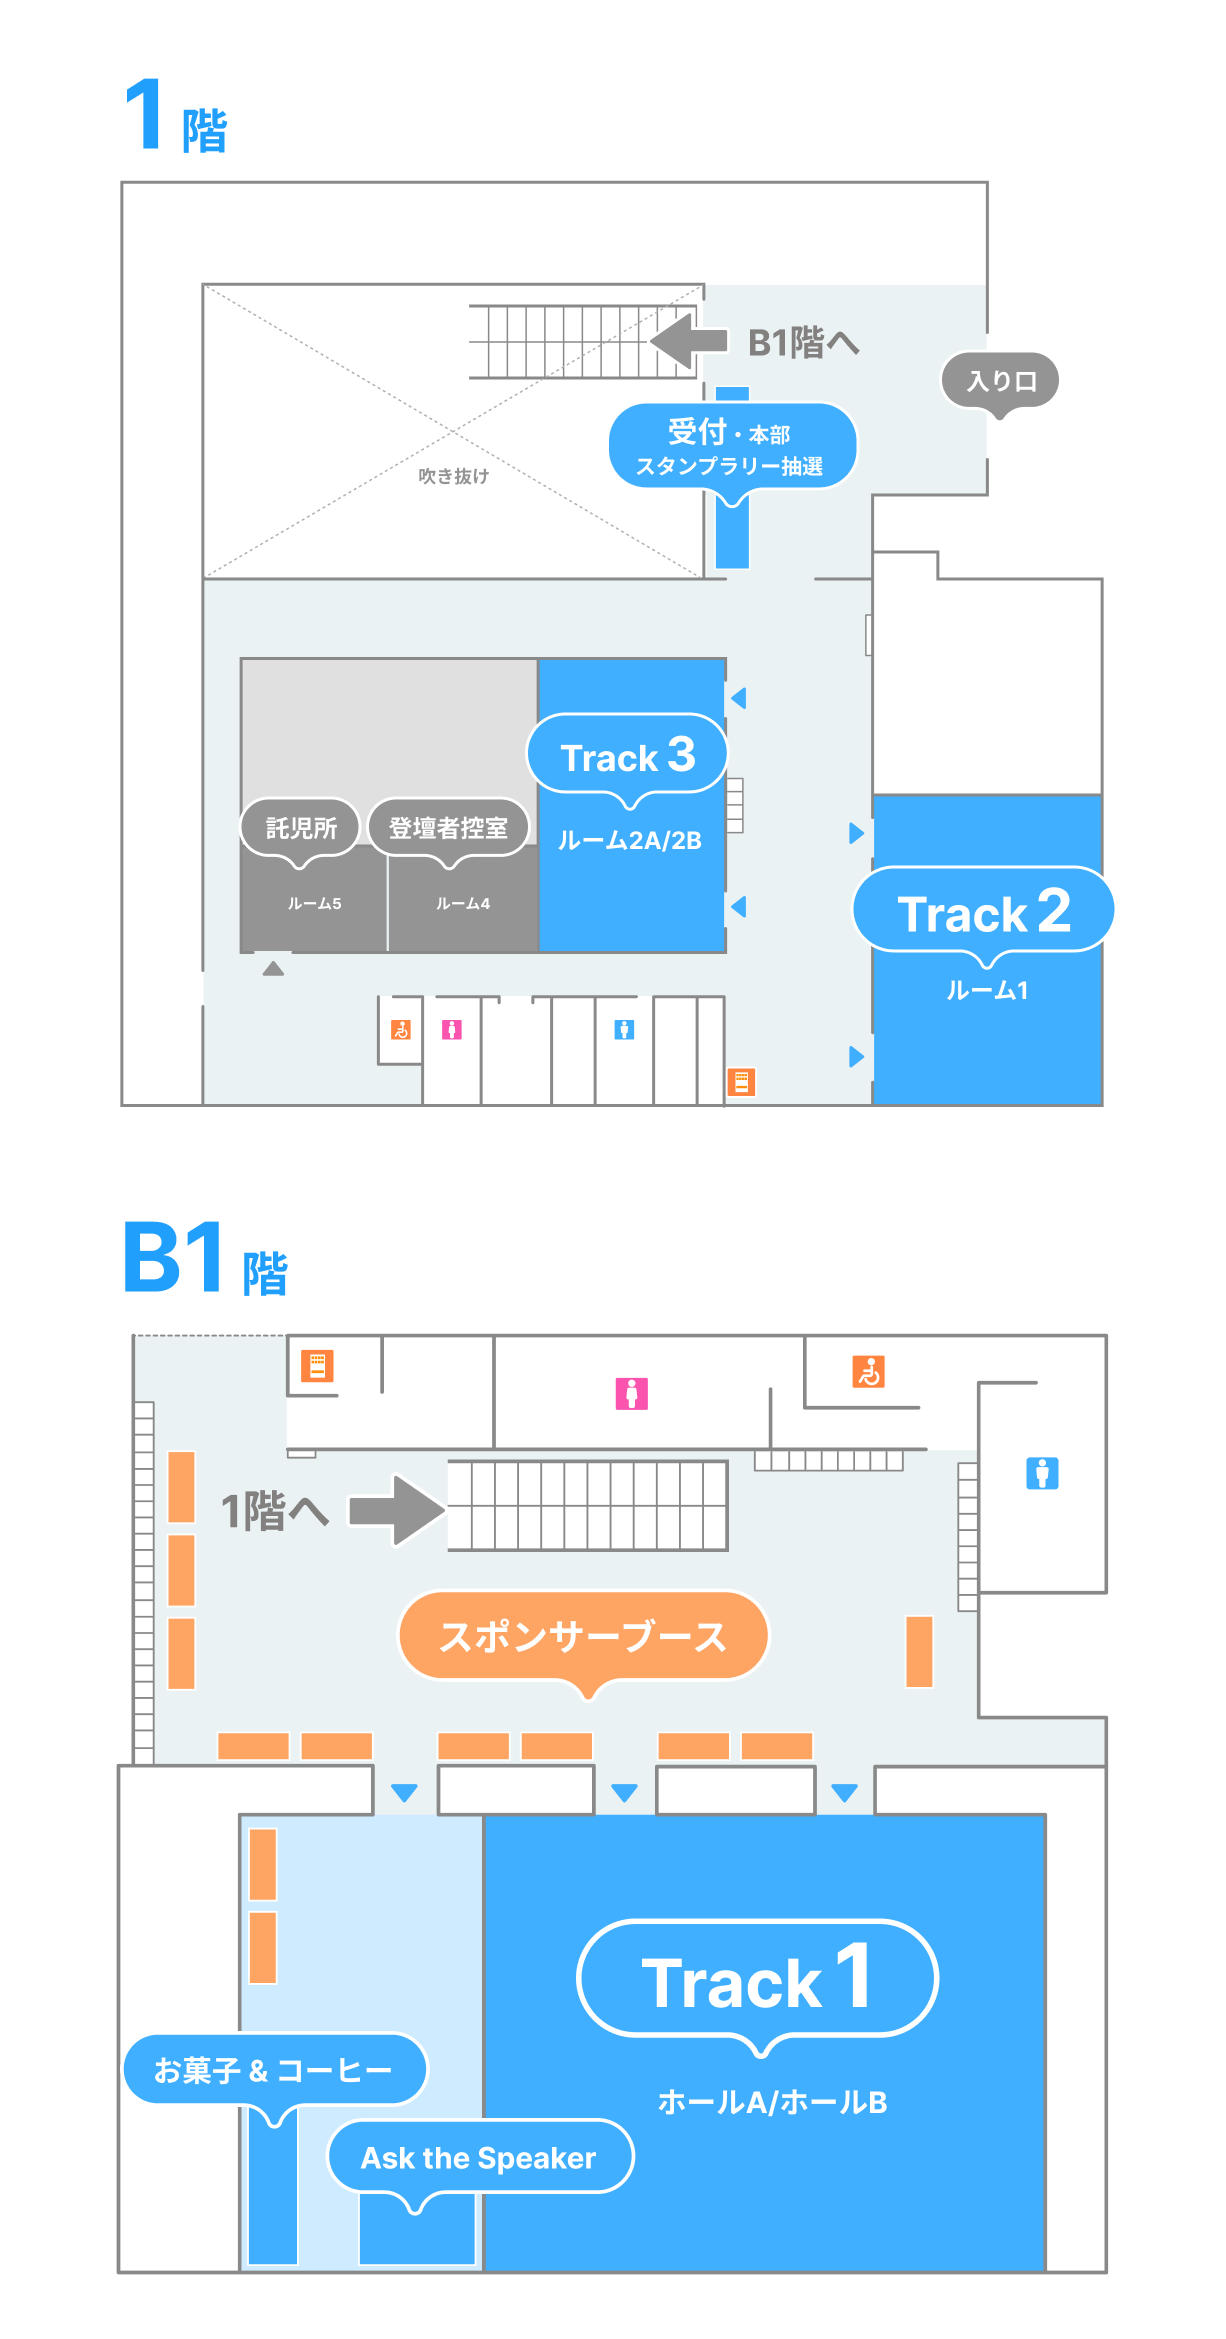 1 階
B1階へ
入り口
受付・本部
スタンプラリー抽選
吹き抜け
Track 3
ルーム2A/2B
託児所
登壇者控室
ルーム5
ルーム4
Track 2
ルーム1
B1 階
1階へ
スポンサーブース
Track 1
ホールA/ホールB
お菓子 & コーヒー
Ask the Speaker